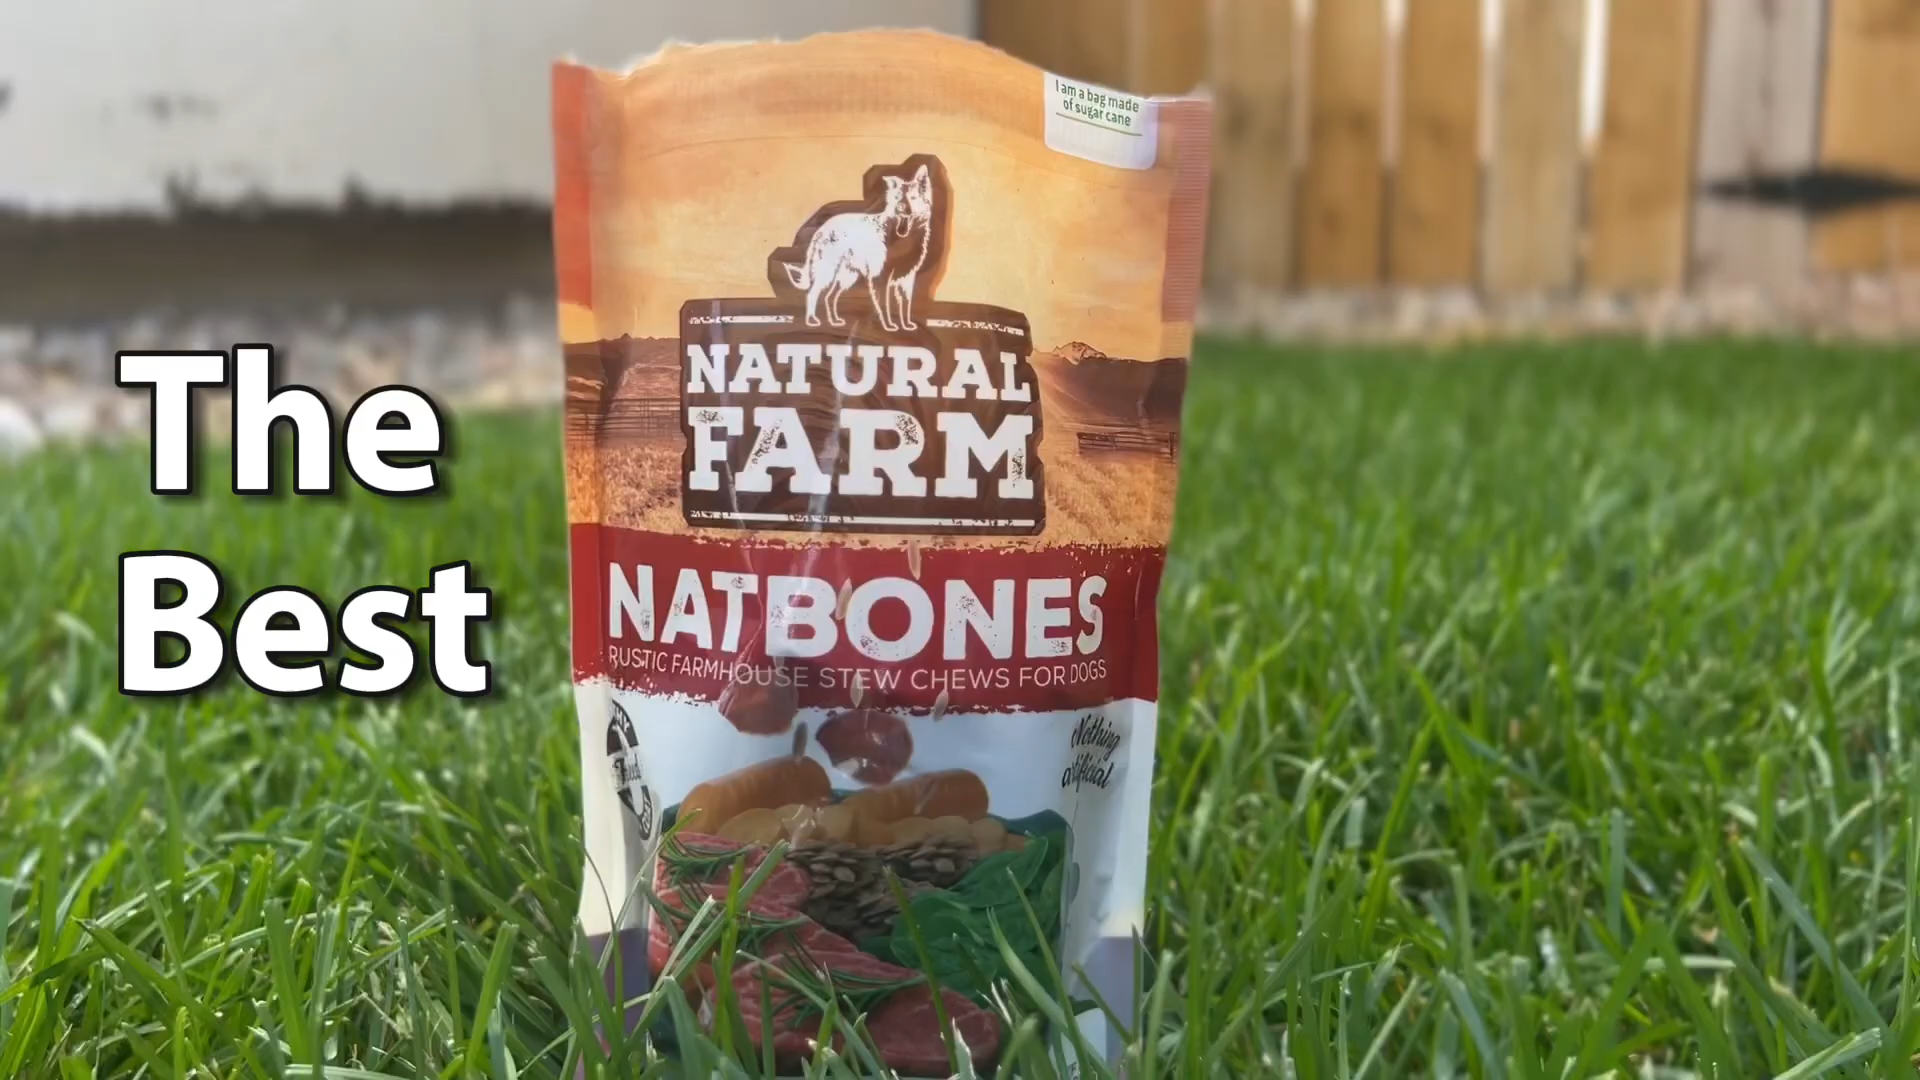 I am a bag made
of sugar cane
NATURAL
FARM
The
Best
NATBONES
RUSTIC FARMHOUSE STEW CHEWS FOR DOGS
Nothing
artificial